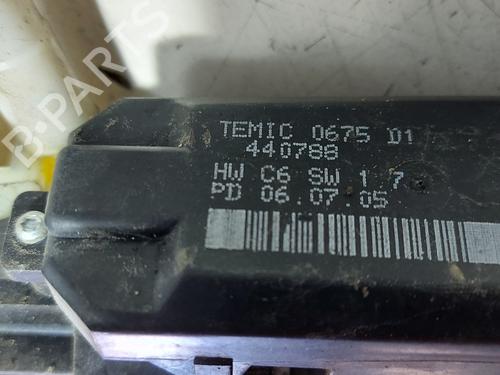 TEMIC 0675 D1
440788
HW C6 SW 1.7
PD 06.07.05
B-PARTS